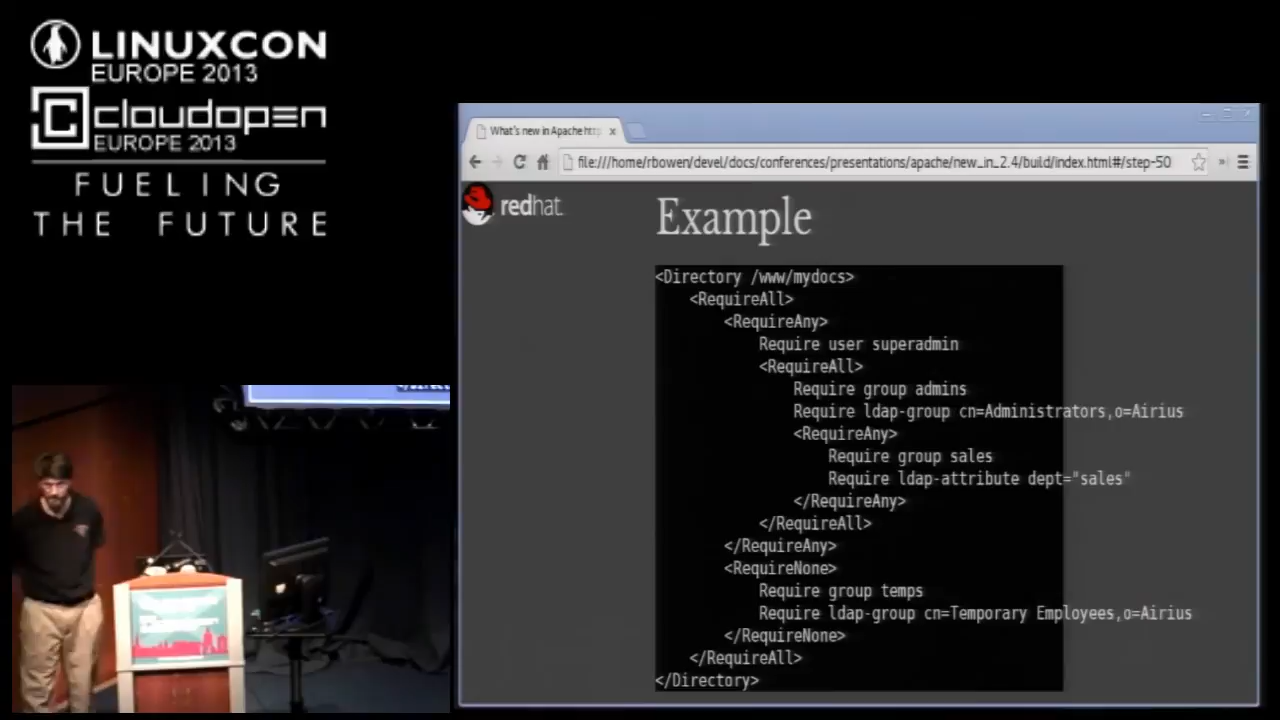 LINUXCON
EUROPE 2013
cloudopen
EUROPE 2013
FUELING
THE FUTURE
What's new in Apache
file:///home/rbowen/devel/docs/conferences/presentations/apache/new_in_2.4/build/index.html#/step-50
redhat.
Example
<Directory /www/mydocs>
<RequireAll>
<RequireAny>
Require user superadmin
<RequireAll>
Require group admins
Require ldap-group cn=Administrators,o=Airius
<RequireAny>
Require group sales
Require ldap-attribute dept="sales"
</RequireAny>
</RequireAll>
</RequireAny>
<RequireNone>
Require group temps
Require ldap-group cn=Temporary Employees,o=Airius
</RequireNone>
</RequireAll>
</Directory>